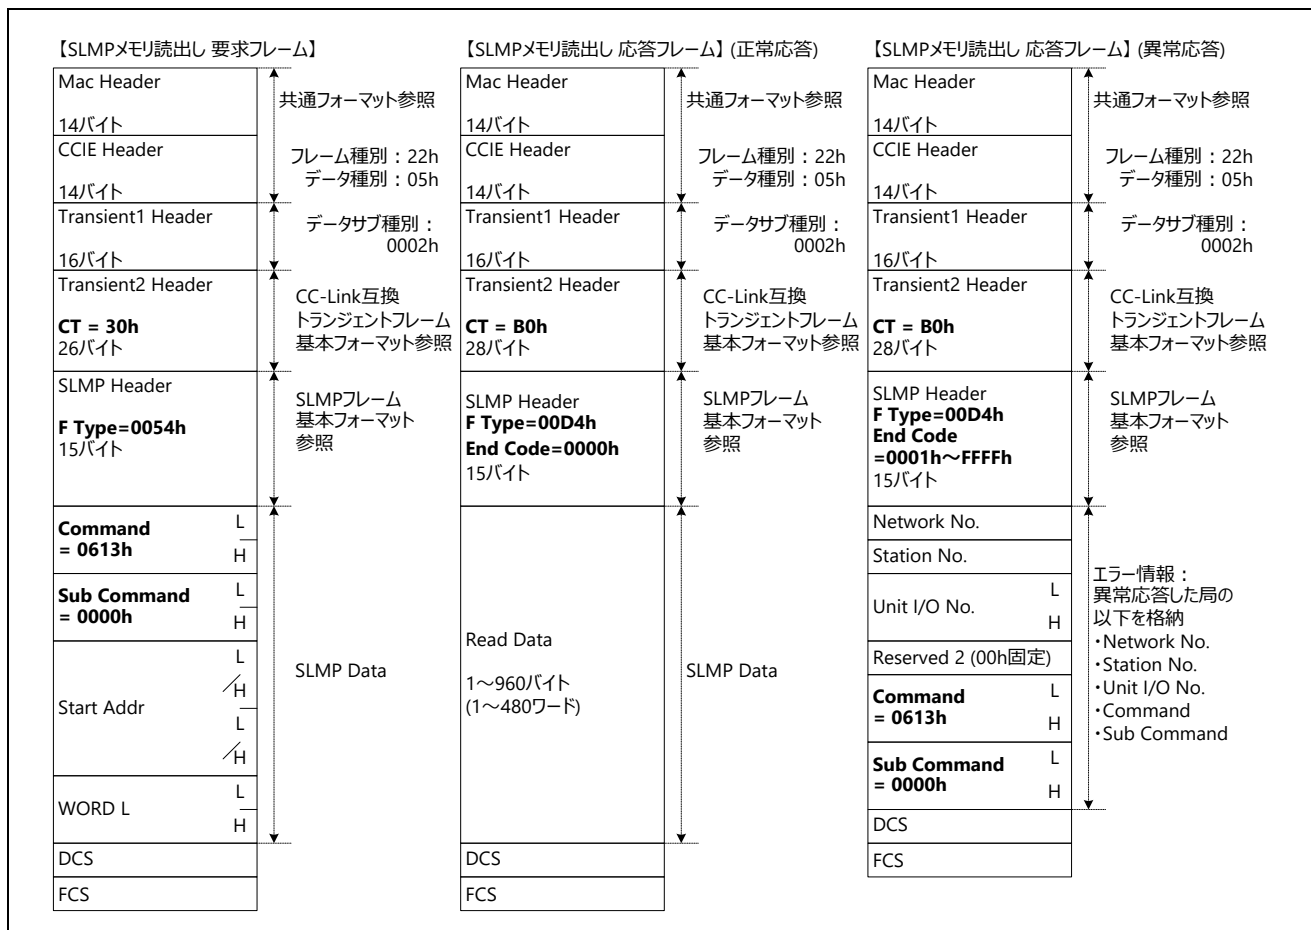 【SLMPメモリ読出し 要求フレーム】
Mac Header
14バイト
共通フォーマット参照
CCIE Header
14バイト
フレーム種別：22h
データ種別：05h
Transient1 Header
16バイト
データサブ種別：
0002h
Transient2 Header
CT = 30h
26バイト
CC-Link互換
トランジェントフレーム
基本フォーマット参照
SLMP Header
F Type=0054h
15バイト
SLMPフレーム
基本フォーマット
参照
Command
= 0613h
L
H
Sub Command
= 0000h
L
H
Start Addr
L
/H
L
/H
WORD L
L
H
SLMP Data
DCS
FCS
【SLMPメモリ読出し 応答フレーム】 (正常応答)
Mac Header
14バイト
共通フォーマット参照
CCIE Header
14バイト
フレーム種別：22h
データ種別：05h
Transient1 Header
16バイト
データサブ種別：
0002h
Transient2 Header
CT = B0h
28バイト
CC-Link互換
トランジェントフレーム
基本フォーマット参照
SLMP Header
F Type=00D4h
End Code=0000h
15バイト
SLMPフレーム
基本フォーマット
参照
Read Data
1～960バイト
(1～480ワード)
SLMP Data
DCS
FCS
【SLMPメモリ読出し 応答フレーム】 (異常応答)
Mac Header
14バイト
共通フォーマット参照
CCIE Header
14バイト
フレーム種別：22h
データ種別：05h
Transient1 Header
16バイト
データサブ種別：
0002h
Transient2 Header
CT = B0h
28バイト
CC-Link互換
トランジェントフレーム
基本フォーマット参照
SLMP Header
F Type=00D4h
End Code
=0001h～FFFFh
15バイト
SLMPフレーム
基本フォーマット
参照
Network No.
Station No.
Unit I/O No.
L
H
Reserved 2 (00h固定)
Command
= 0613h
L
H
Sub Command
= 0000h
L
H
エラー情報：
異常応答した局の
以下を格納
・Network No.
・Station No.
・Unit I/O No.
・Command
・Sub Command
DCS
FCS